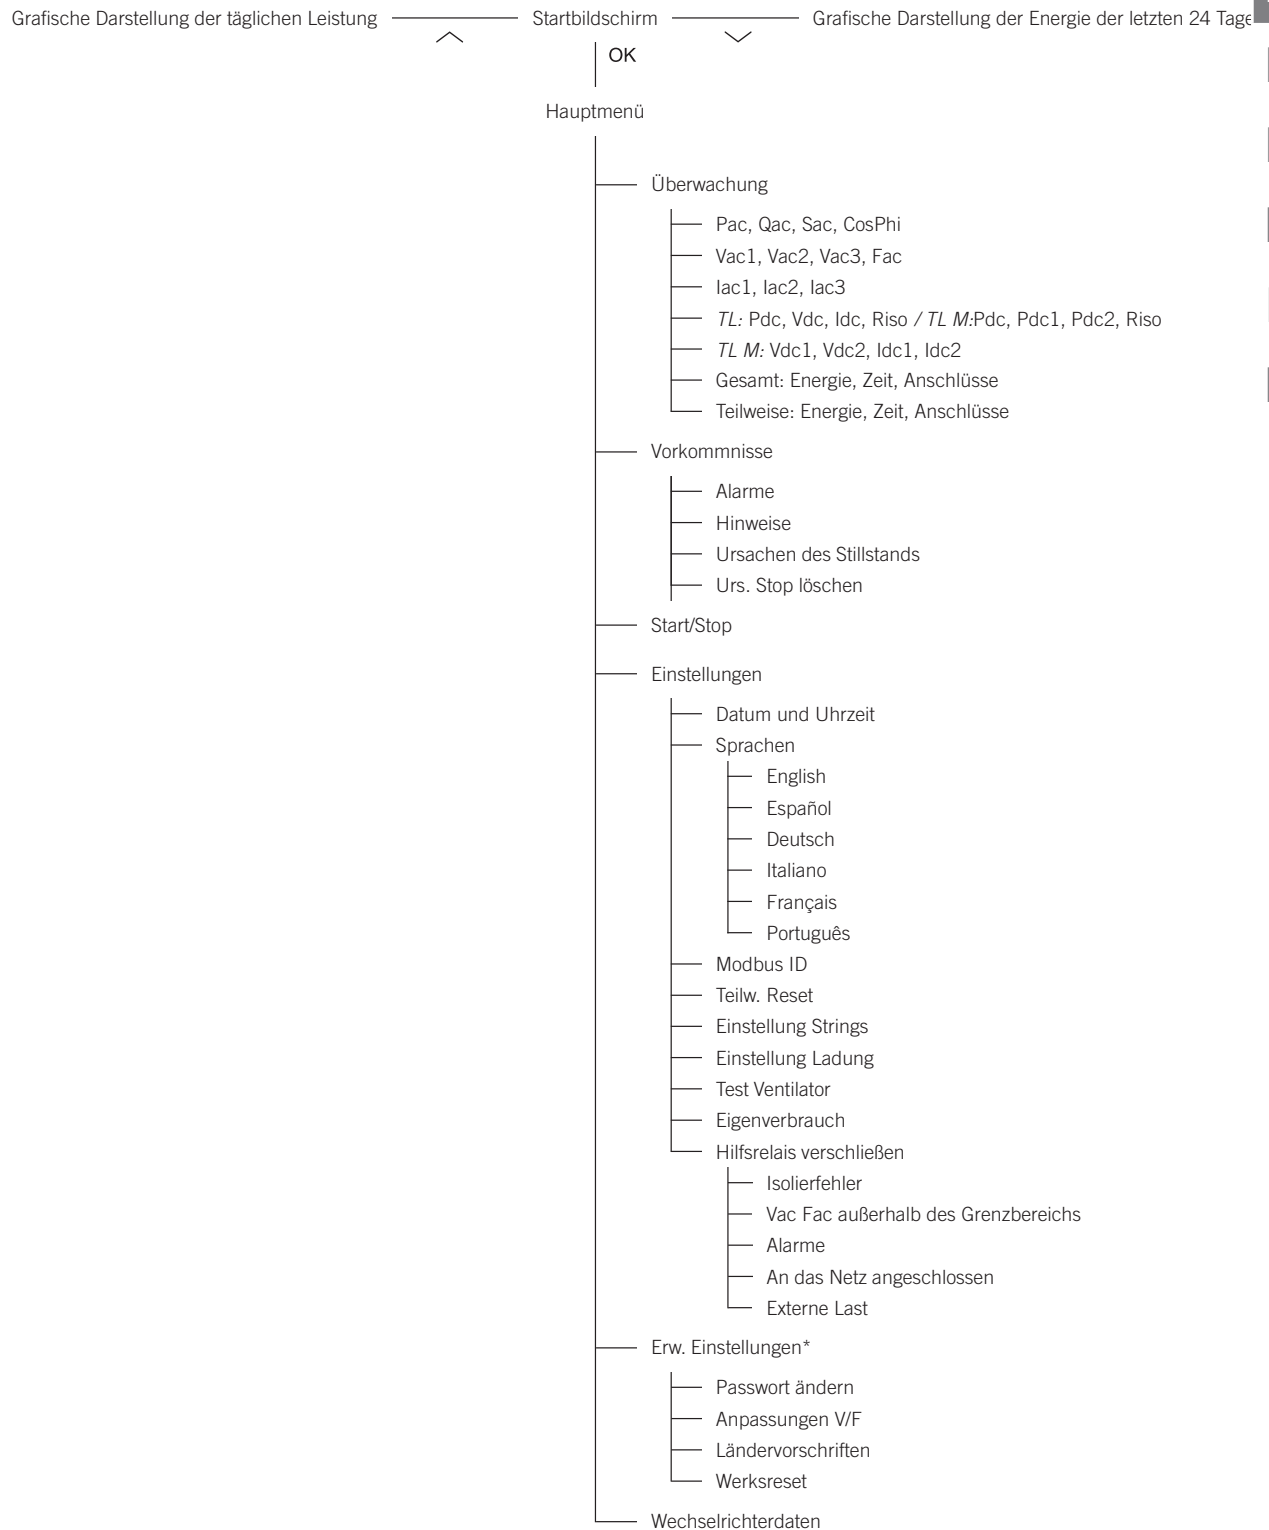 Grafische Darstellung der täglichen Leistung Startbildschirm Grafische Darstellung der Energie der letzten 24 Tage
OK
Hauptmenü
Überwachung
Pac, Qac, Sac, CosPhi
Vac1, Vac2, Vac3, Fac
Iac1, Iac2, Iac3
TL: Pdc, Vdc, Idc, Riso / TL M:Pdc, Pdc1, Pdc2, Riso
TL M: Vdc1, Vdc2, Idc1, Idc2
Gesamt: Energie, Zeit, Anschlüsse
Teilweise: Energie, Zeit, Anschlüsse
Vorkommnisse
Alarme
Hinweise
Ursachen des Stillstands
Urs. Stop löschen
Start/Stop
Einstellungen
Datum und Uhrzeit
Sprachen
English
Español
Deutsch
Italiano
Français
Português
Modbus ID
Teilw. Reset
Einstellung Strings
Einstellung Ladung
Test Ventilator
Eigenverbrauch
Hilfsrelais verschließen
Isolierfehler
Vac Fac außerhalb des Grenzbereichs
Alarme
An das Netz angeschlossen
Externe Last
Erw. Einstellungen*
Passwort ändern
Anpassungen V/F
Ländervorschriften
Werksreset
Wechselrichterdaten